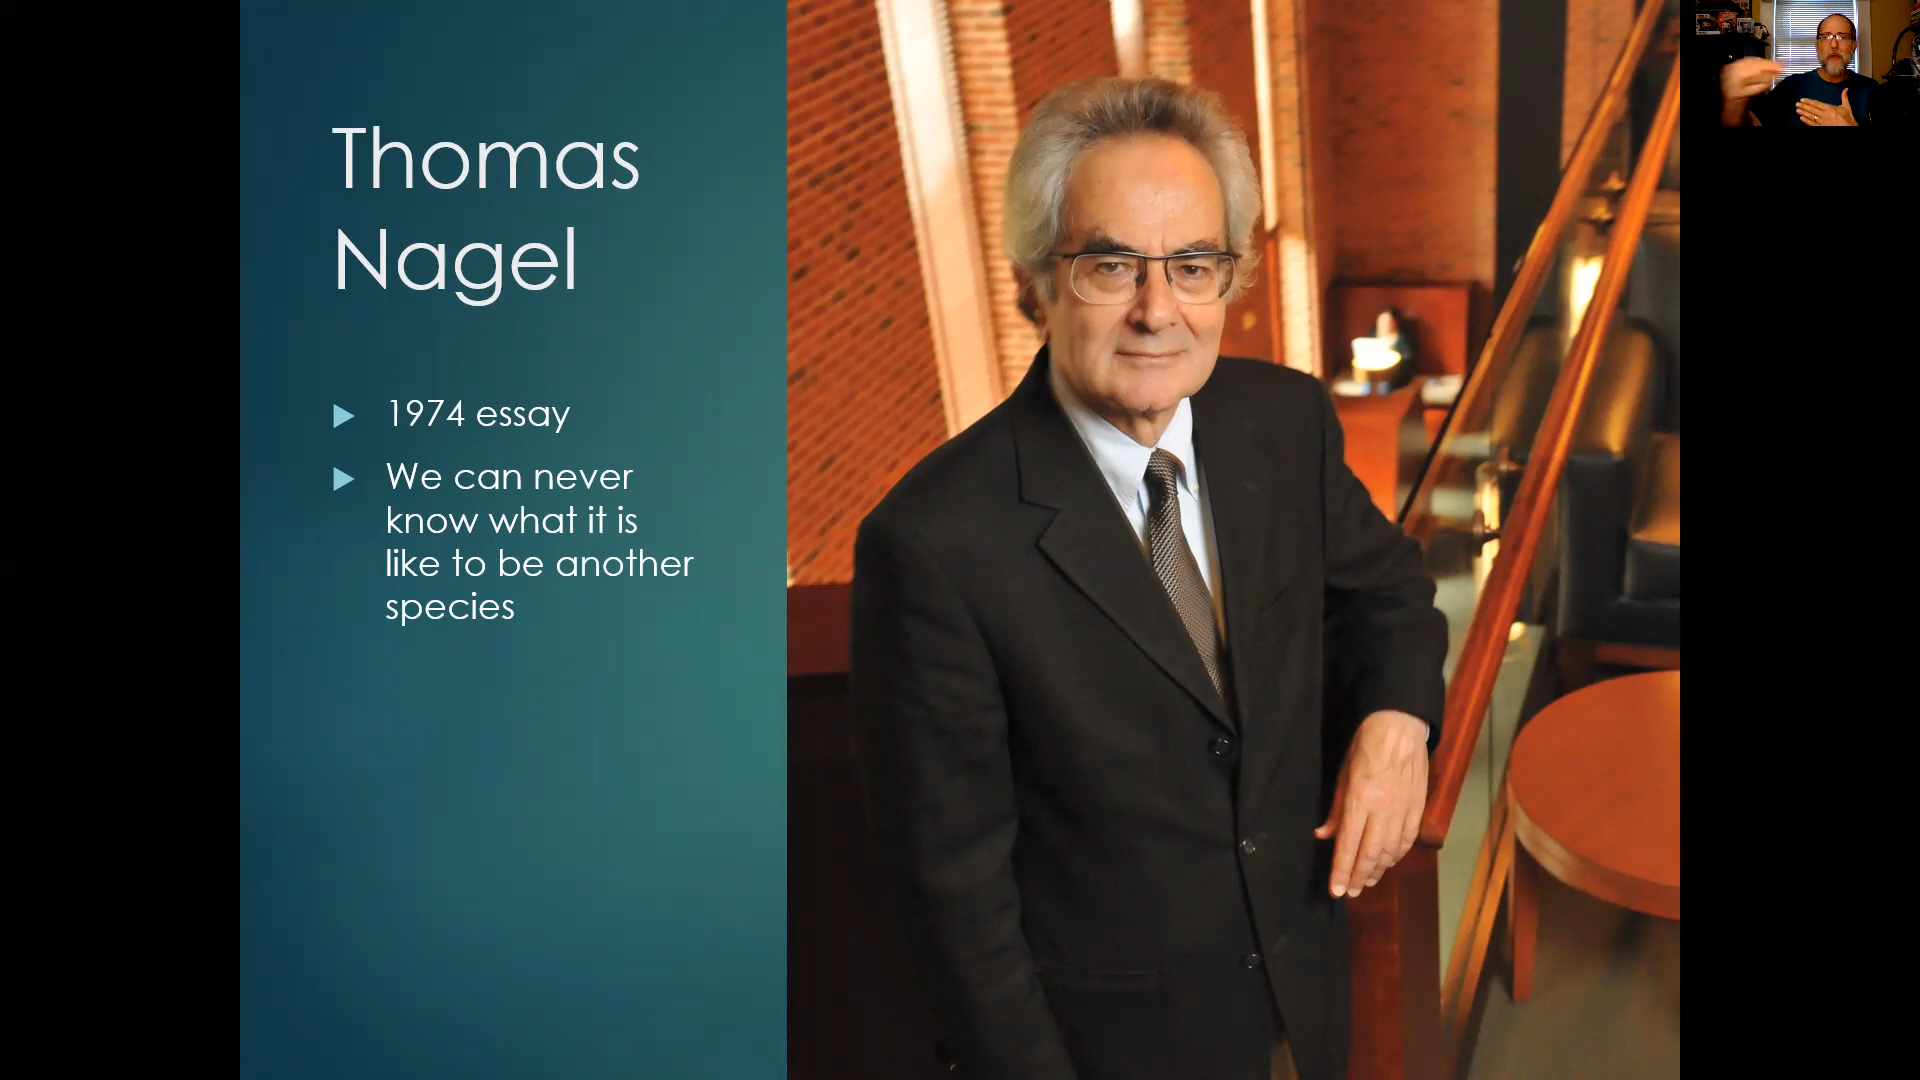 Thomas
Nagel
1974 essay
We can never
know what it is
like to be another
species